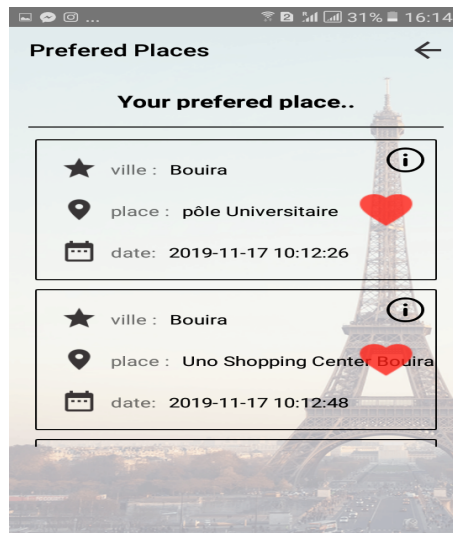 ... 31% 16:14
Prefered Places
Your prefered place..
ville : Bouira
place : pôle Universitaire
date: 2019-11-17 10:12:26
ville : Bouira
place : Uno Shopping Center Bouira
date: 2019-11-17 10:12:48